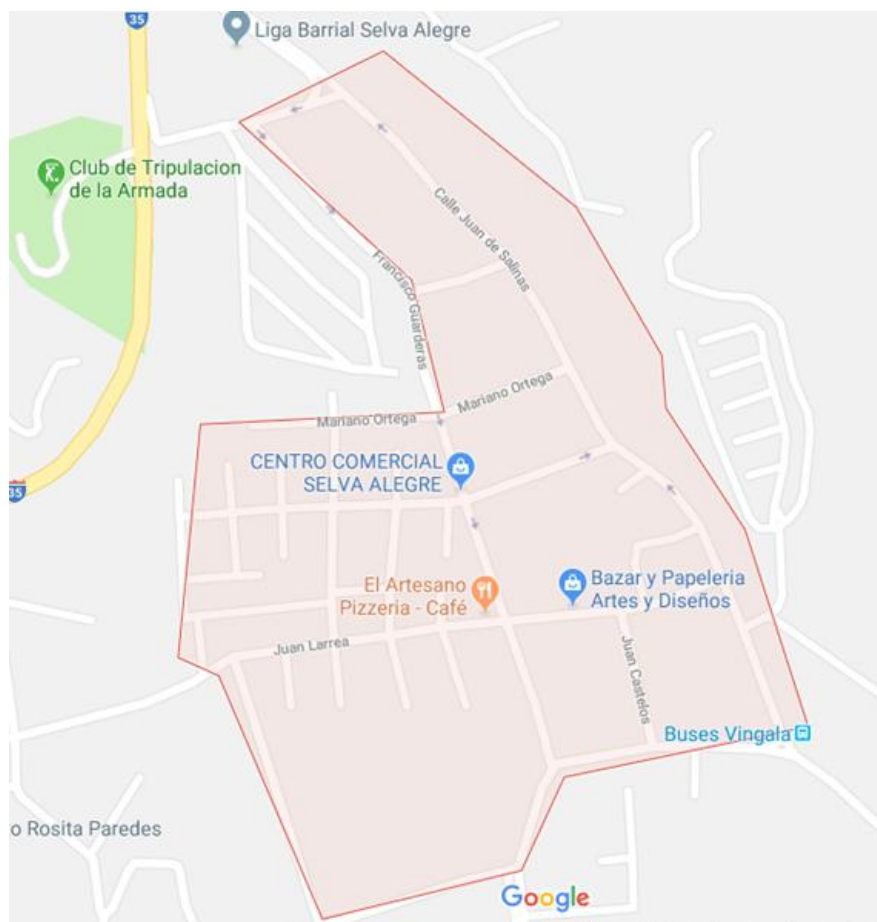 35
Liga Barrial Selva Alegre
Club de Tripulacion
de la Armada
Calle Juan de Salinas
Francisco Guarderas
Mariano Ortega
Mariano Ortega
CENTRO COMERCIAL
SELVA ALEGRE
35
El Artesano
Pizzeria - Café
Bazar y Papeleria
Artes y Diseños
Juan Larrea
Juan Castelos
Buses Vingala
o Rosita Paredes
Google